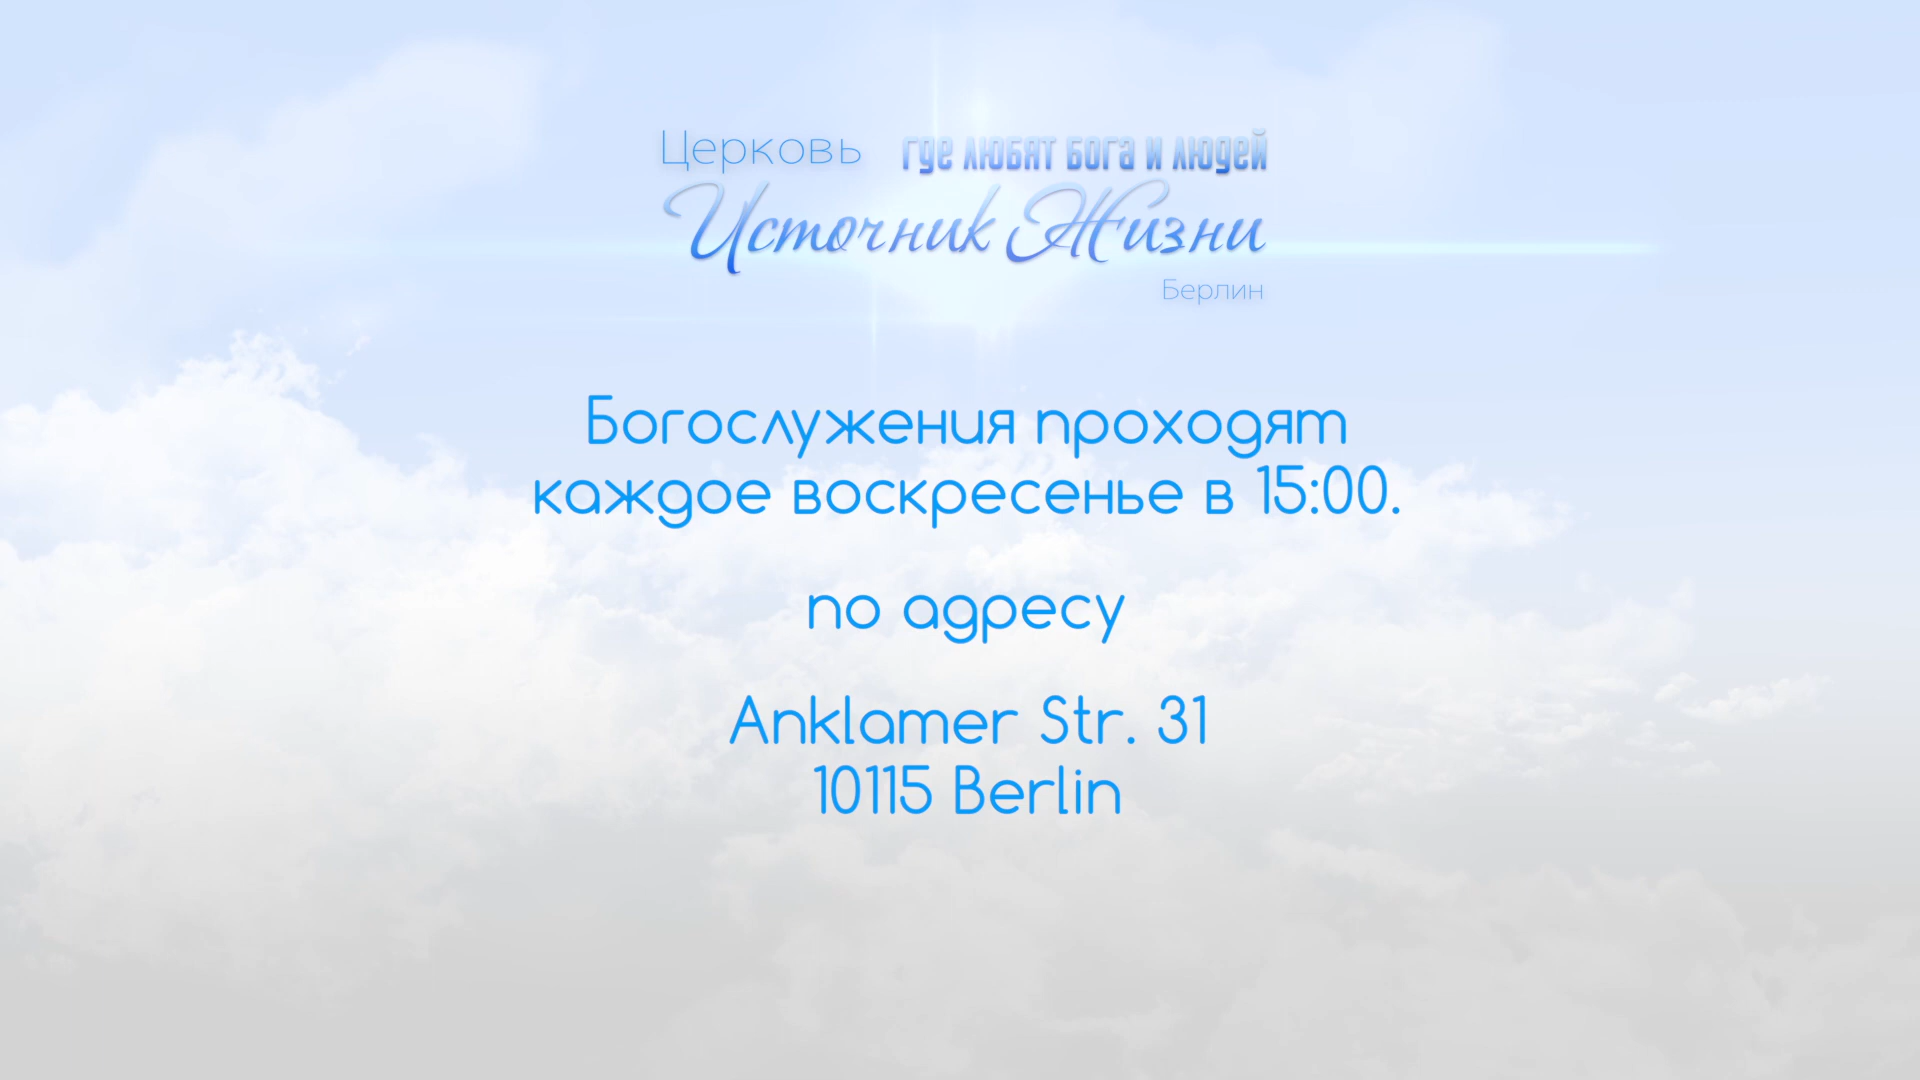 Церковь где любят Бога и людей
Источник Жизни
Берлин
Богослужения проходят
каждое воскресенье в 15:00.
по адресу
Anklamer Str. 31
10115 Berlin